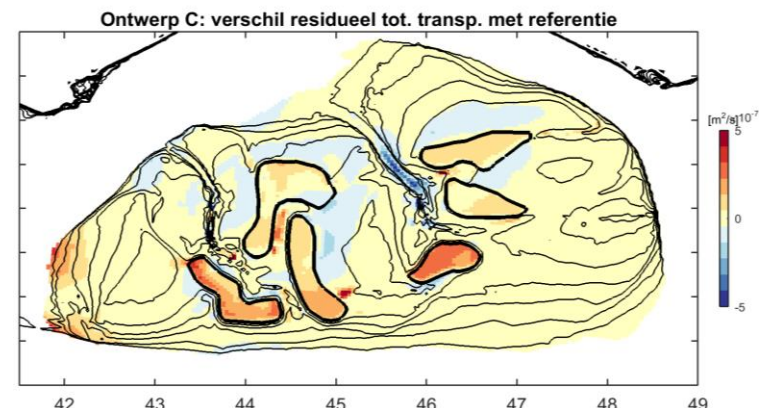 Ontwerp C: verschil residueel tot. transp. met referentie
[m²/s]10⁻⁷
5
0
-5
42 43 44 45 46 47 48 49